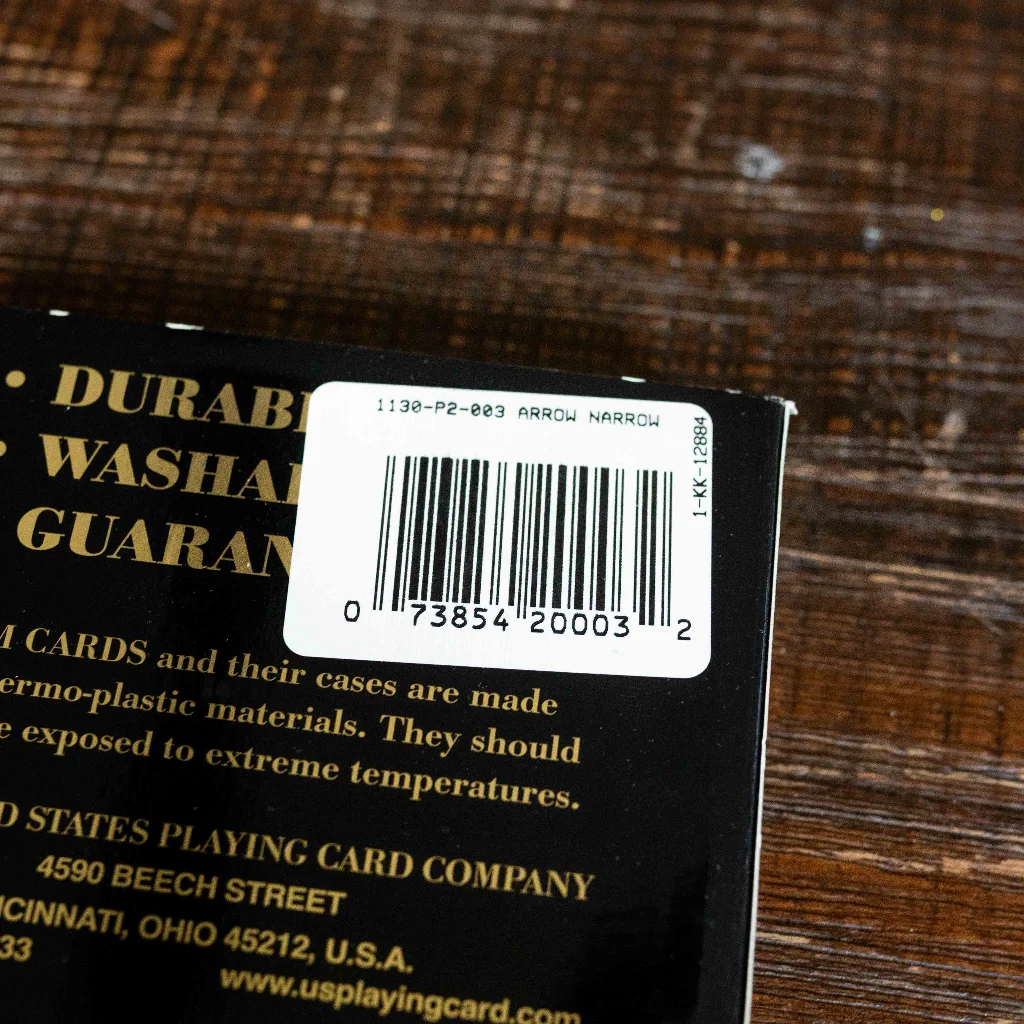 • DURABL
• WASHA
GUARAN
1130-P2-003 ARROW NARROW
1-KK-12884
0 73854 20003 2
M CARDS and their cases are made
ermo-plastic materials. They should
e exposed to extreme temperatures.
D STATES PLAYING CARD COMPANY
4590 BEECH STREET
NCINNATI, OHIO 45212, U.S.A.
33
www.usplayingcard.com